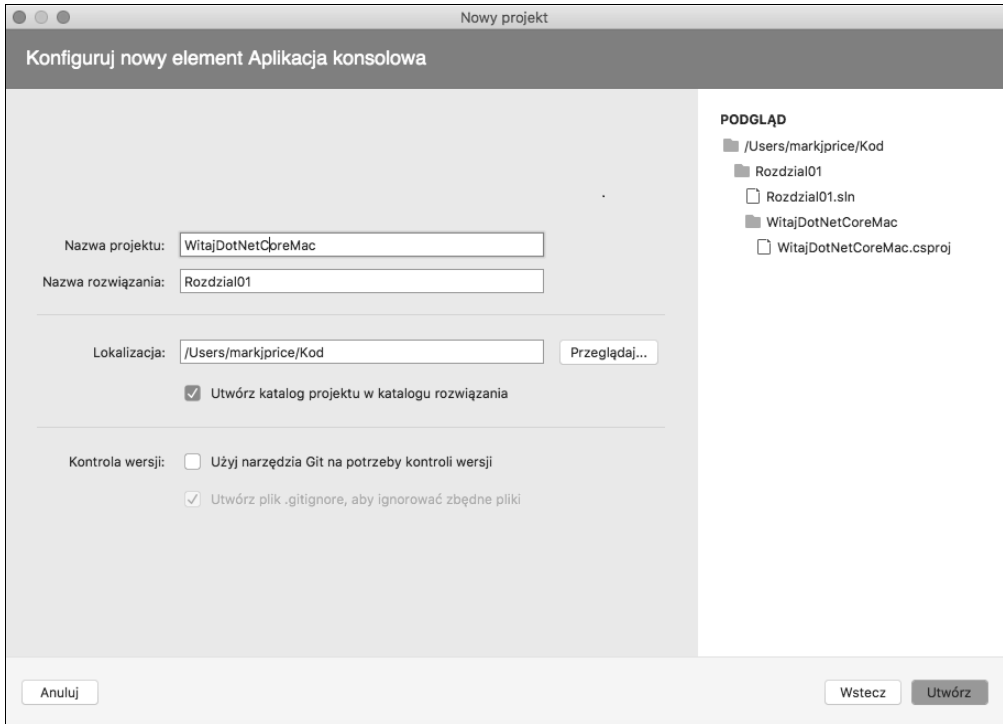 Nowy projekt
Konfiguruj nowy element Aplikacja konsolowa
Nazwa projektu: WitajDotNetCoreMac
Nazwa rozwiązania: Rozdzial01
Lokalizacja: /Users/markjprice/Kod Przeglądaj...
Utwórz katalog projektu w katalogu rozwiązania
Kontrola wersji: Użyj narzędzia Git na potrzeby kontroli wersji
Utwórz plik .gitignore, aby ignorować zbędne pliki
PODGLĄD
/Users/markjprice/Kod
Rozdzial01
Rozdzial01.sln
WitajDotNetCoreMac
WitajDotNetCoreMac.csproj
Anuluj Wstecz Utwórz